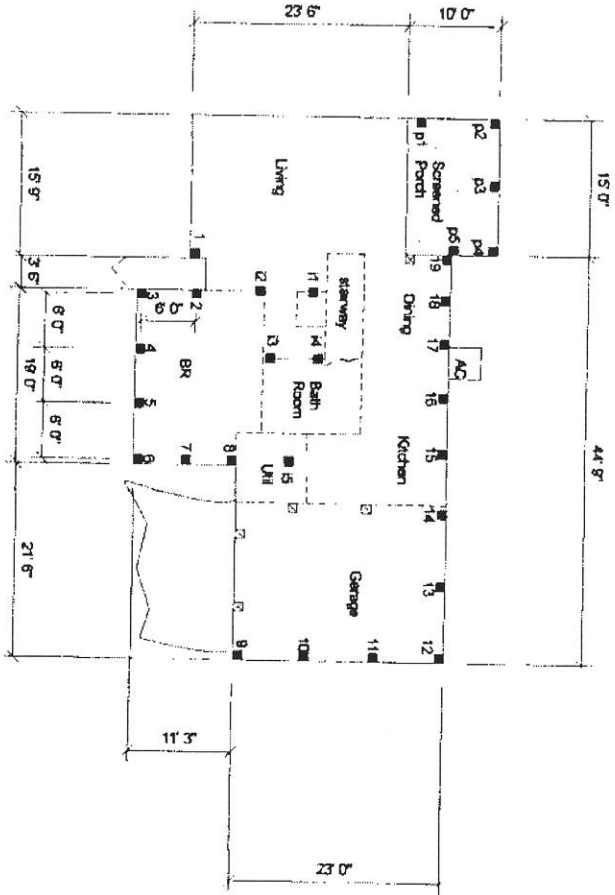 23' 6"
10' 0"
15' 0"
44' 9"
15' 9"
3' 6"
6' 0"
6' 0"
6' 0"
19' 0"
21' 6"
11' 3"
23' 0"
6' 0"
p1
p2
p3
p4
p5
Screened
Porch
Living
Dining
stairway
AC
Kitchen
Bath
Room
BR
Util
Garage
1
2
3
4
5
6
7
8
9
10
11
12
13
14
15
16
17
18
19
i1
i2
i3
i4
i5